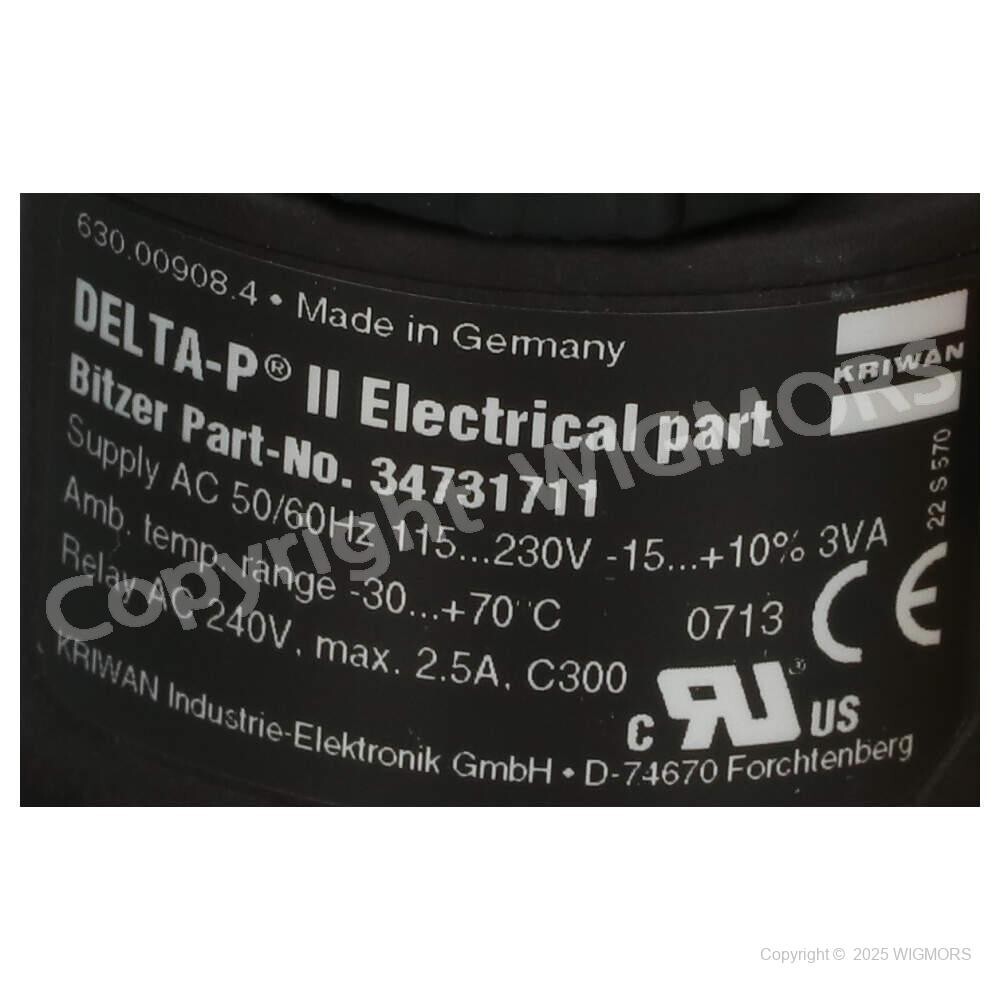 630.00908.4 • Made in Germany
DELTA-P® II Electrical part
KRIWAN
Bitzer Part-No. 34731711
Supply AC 50/60Hz 115...230V -15...+10% 3VA
22 S 570
Amb. temp. range -30...+70°C
0713 CE
Relay AC 240V, max. 2.5A, C300
c RU® US
KRIWAN Industrie-Elektronik GmbH • D-74670 Forchtenberg
Copyright WIGMORS
Copyright © 2025 WIGMORS